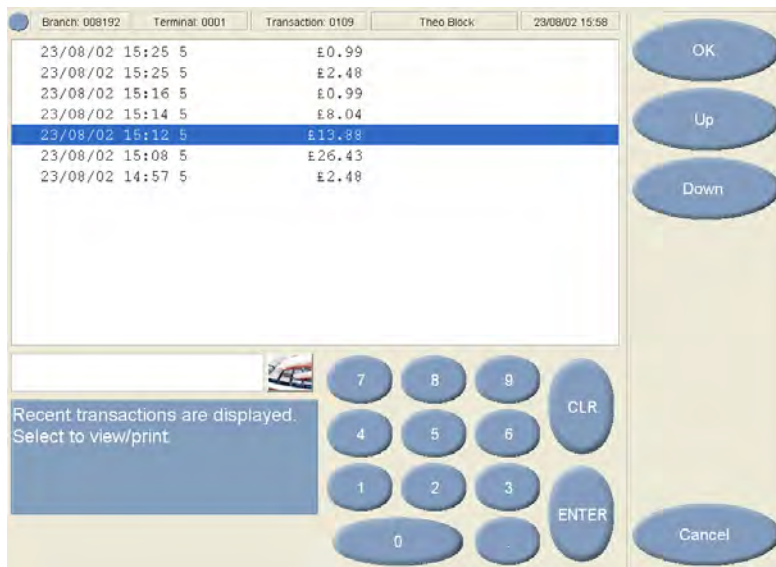 Branch: 008192 Terminal: 0001 Transaction: 0109 Theo Block 23/08/02 15:58
23/08/02 15:25 5 £0.99
23/08/02 15:25 5 £2.48
23/08/02 15:16 5 £0.99
23/08/02 15:14 5 £8.04
23/08/02 15:12 5 £13.88
23/08/02 15:08 5 £26.43
23/08/02 14:57 5 £2.48
OK
Up
Down
Recent transactions are displayed.
Select to view/print
7 8 9
CLR
4 5 6
1 2 3
ENTER
0 .
Cancel